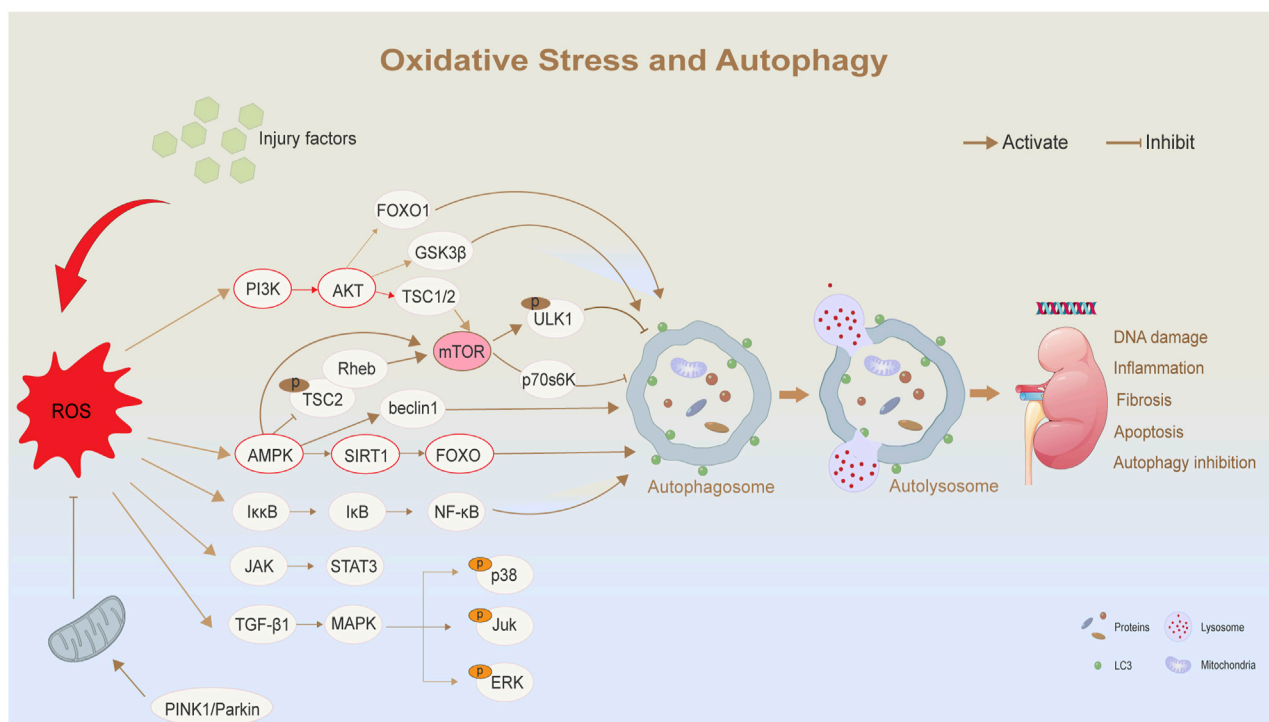 Oxidative Stress and Autophagy
Injury factors
Activate
Inhibit
FOXO1
GSK3β
PI3K
AKT
TSC1/2
p
ULK1
mTOR
Rheb
p
TSC2
p70s6K
beclin1
ROS
AMPK
SIRT1
FOXO
IκκB
IκB
NF-κB
JAK
STAT3
TGF-β1
MAPK
p
p38
p
Juk
p
ERK
PINK1/Parkin
Autophagosome
Autolysosome
DNA damage
Inflammation
Fibrosis
Apoptosis
Autophagy inhibition
Proteins
Lysosome
LC3
Mitochondria